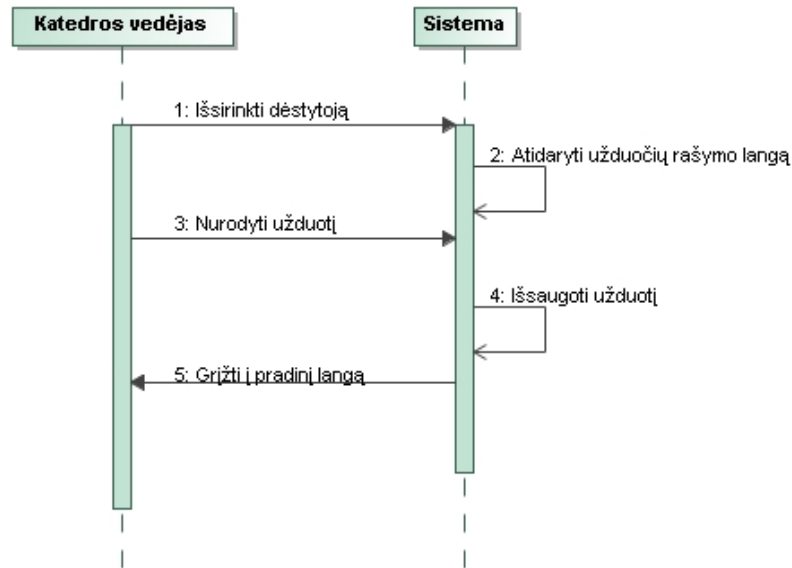 Katedros vedėjas
Sistema
1: Išsirinkti dėstytoją
2: Atidaryti užduočių rašymo langą
3: Nurodyti užduotį
4: Išsaugoti užduotį
5: Grįžti į pradinį langą